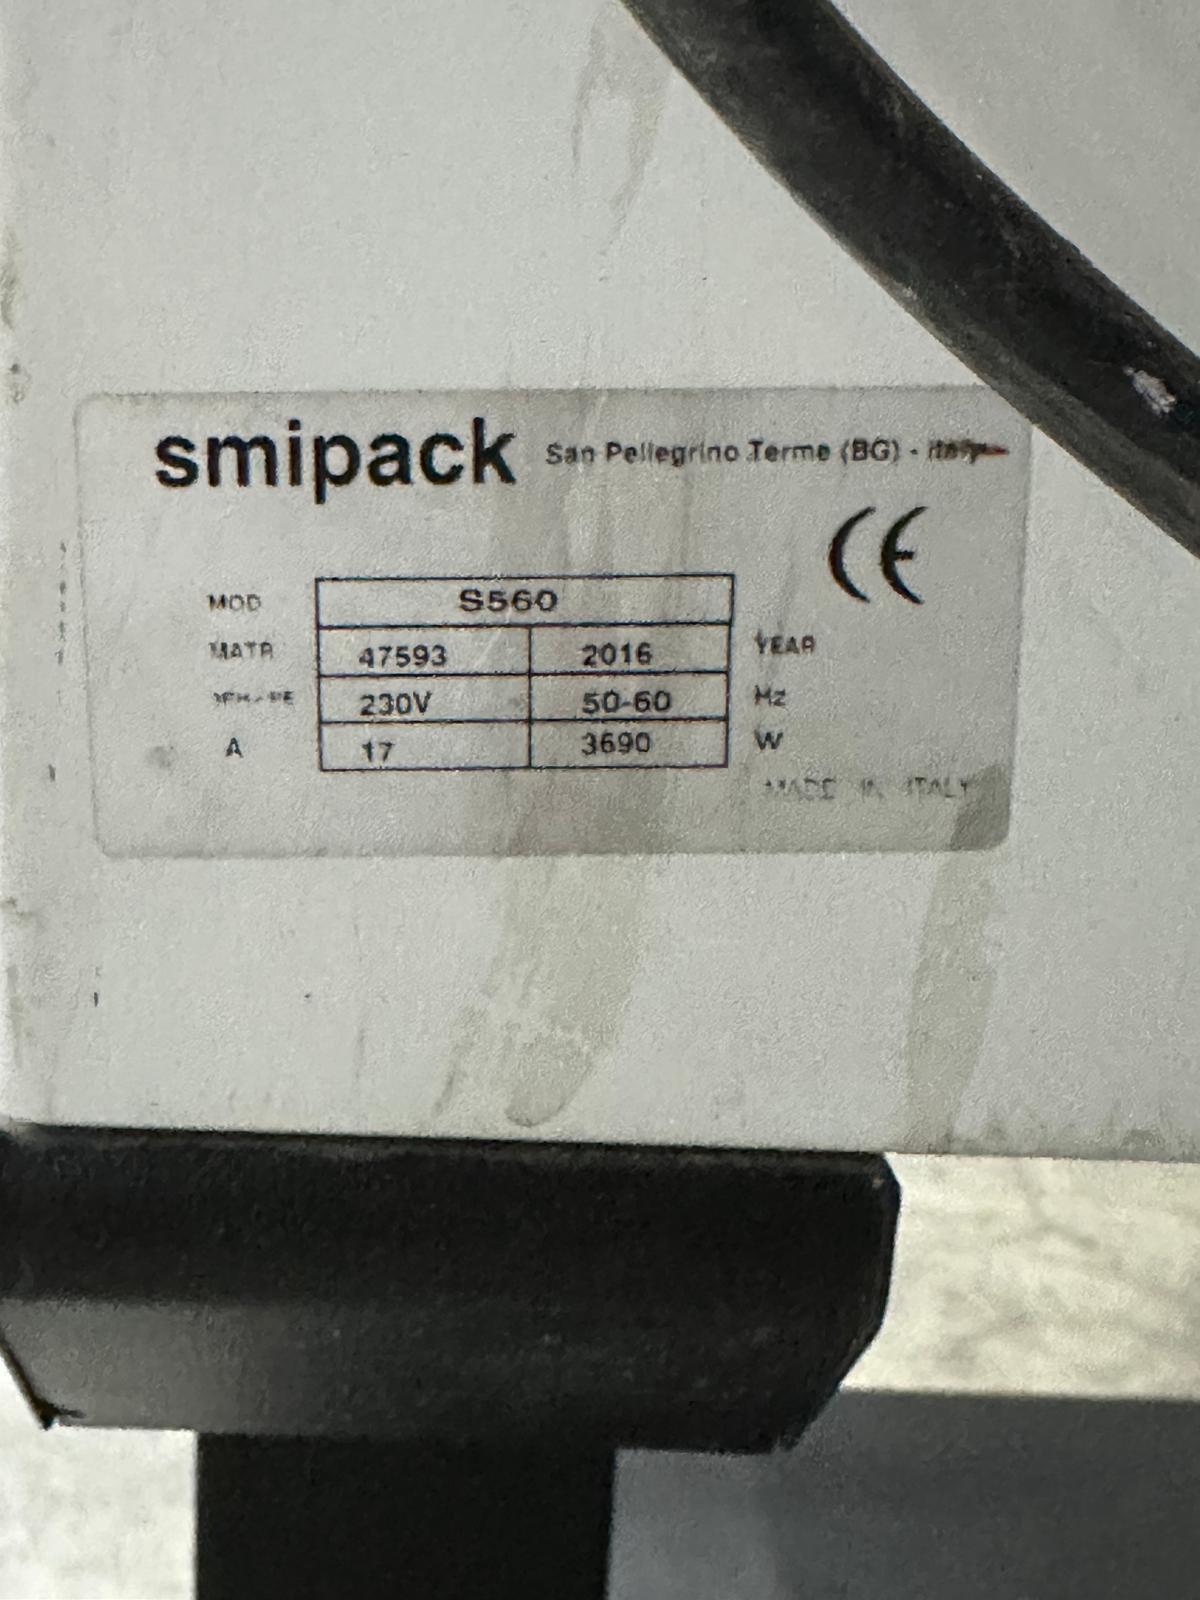 smipack San Pellegrino Terme (BG) - Italy
CE
MOD S560
MATR 47593 2016 YEAR
230V 50-60 Hz
A 17 3690 W
MADE IN ITALY